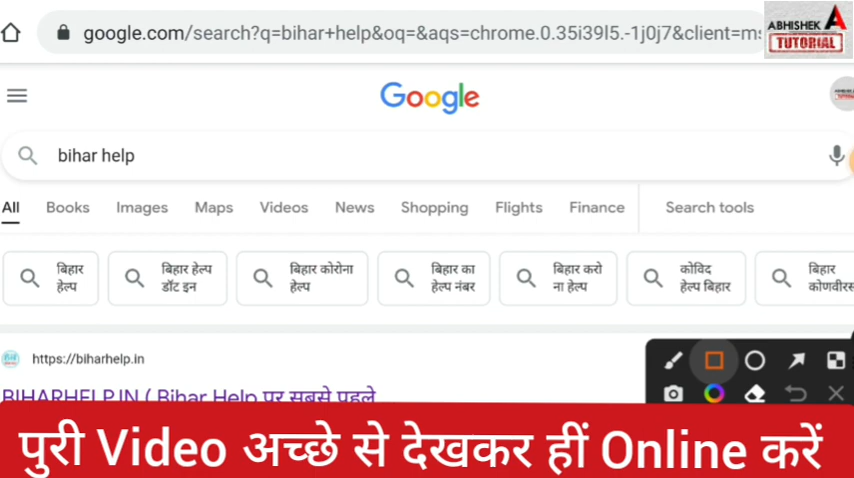 google.com/search?q=bihar+help&oq=&aqs=chrome.0.35i39l5.-1j0j7&client=ms
ABHISHEK A
TUTORIAL
Google
bihar help
All Books Images Maps Videos News Shopping Flights Finance Search tools
बिहार हेल्प
बिहार हेल्प डॉट इन
बिहार कोरोना हेल्प
बिहार का हेल्प नंबर
बिहार करो ना हेल्प
कोविद हेल्प बिहार
बिहार कोणवीरस
https://biharhelp.in
BIHARHELP.IN ( Bihar Help पर सबसे पहले
पुरी Video अच्छे से देखकर हीं Online करें